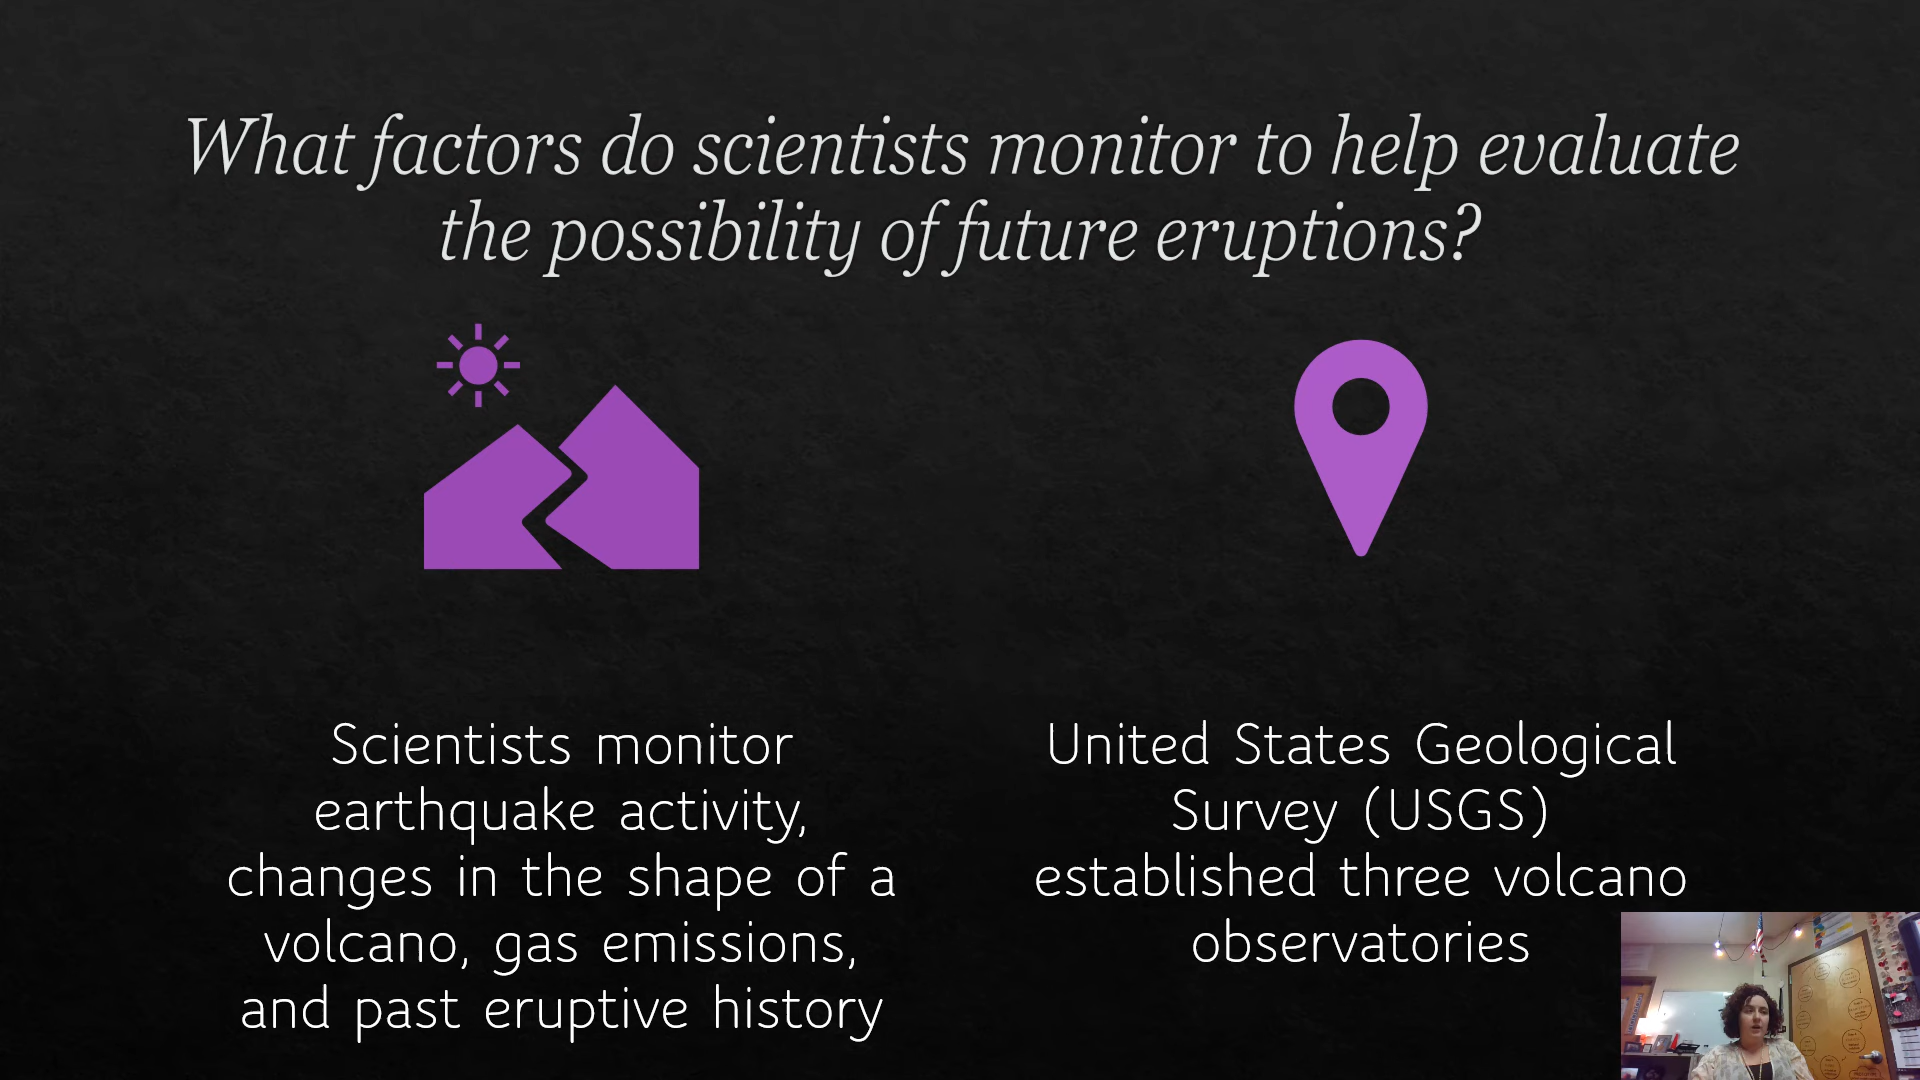 What factors do scientists monitor to help evaluate
the possibility of future eruptions?
Scientists monitor
earthquake activity,
changes in the shape of a
volcano, gas emissions,
and past eruptive history
United States Geological
Survey (USGS)
established three volcano
observatories